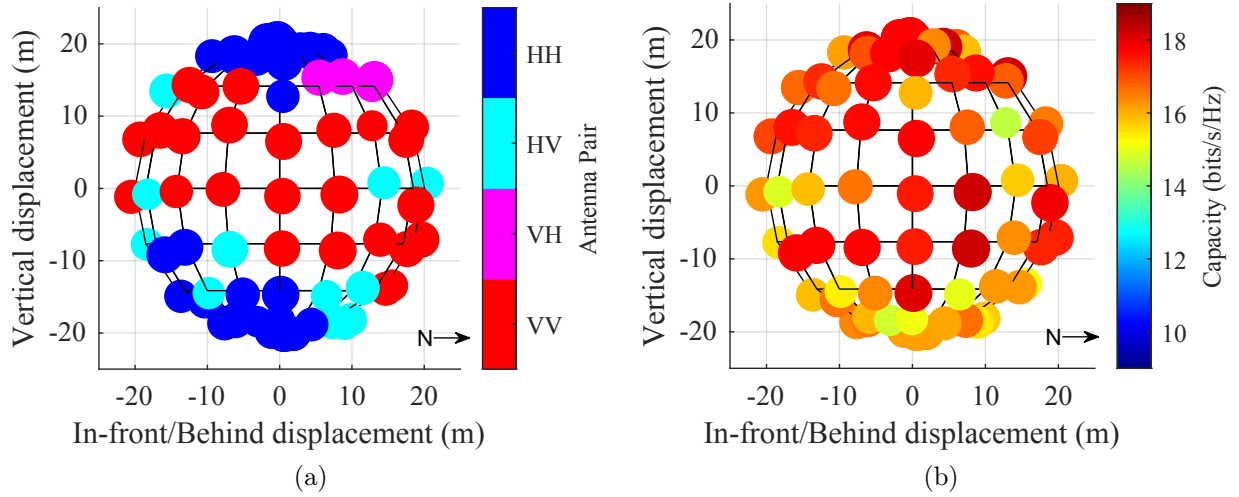 20
10
0
-10
-20
-20
-10
0
10
20
Vertical displacement (m)
In-front/Behind displacement (m)
N
HH
HV
VH
VV
Antenna Pair
(a)
20
10
0
-10
-20
-20
-10
0
10
20
Vertical displacement (m)
In-front/Behind displacement (m)
N
18
16
14
12
10
Capacity (bits/s/Hz)
(b)